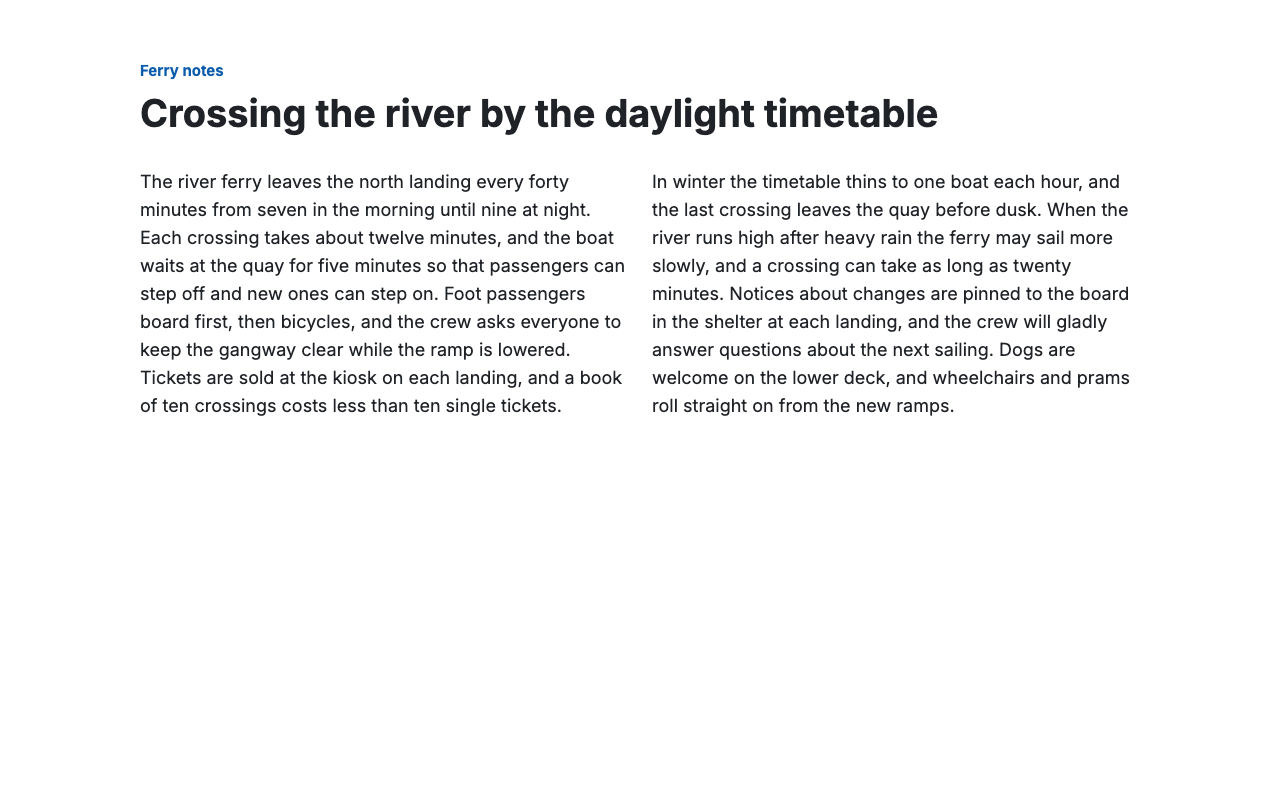 Ferry notes
Crossing the river by the daylight timetable
The river ferry leaves the north landing every forty
minutes from seven in the morning until nine at night.
Each crossing takes about twelve minutes, and the boat
waits at the quay for five minutes so that passengers can
step off and new ones can step on. Foot passengers
board first, then bicycles, and the crew asks everyone to
keep the gangway clear while the ramp is lowered.
Tickets are sold at the kiosk on each landing, and a book
of ten crossings costs less than ten single tickets.
In winter the timetable thins to one boat each hour, and
the last crossing leaves the quay before dusk. When the
river runs high after heavy rain the ferry may sail more
slowly, and a crossing can take as long as twenty
minutes. Notices about changes are pinned to the board
in the shelter at each landing, and the crew will gladly
answer questions about the next sailing. Dogs are
welcome on the lower deck, and wheelchairs and prams
roll straight on from the new ramps.